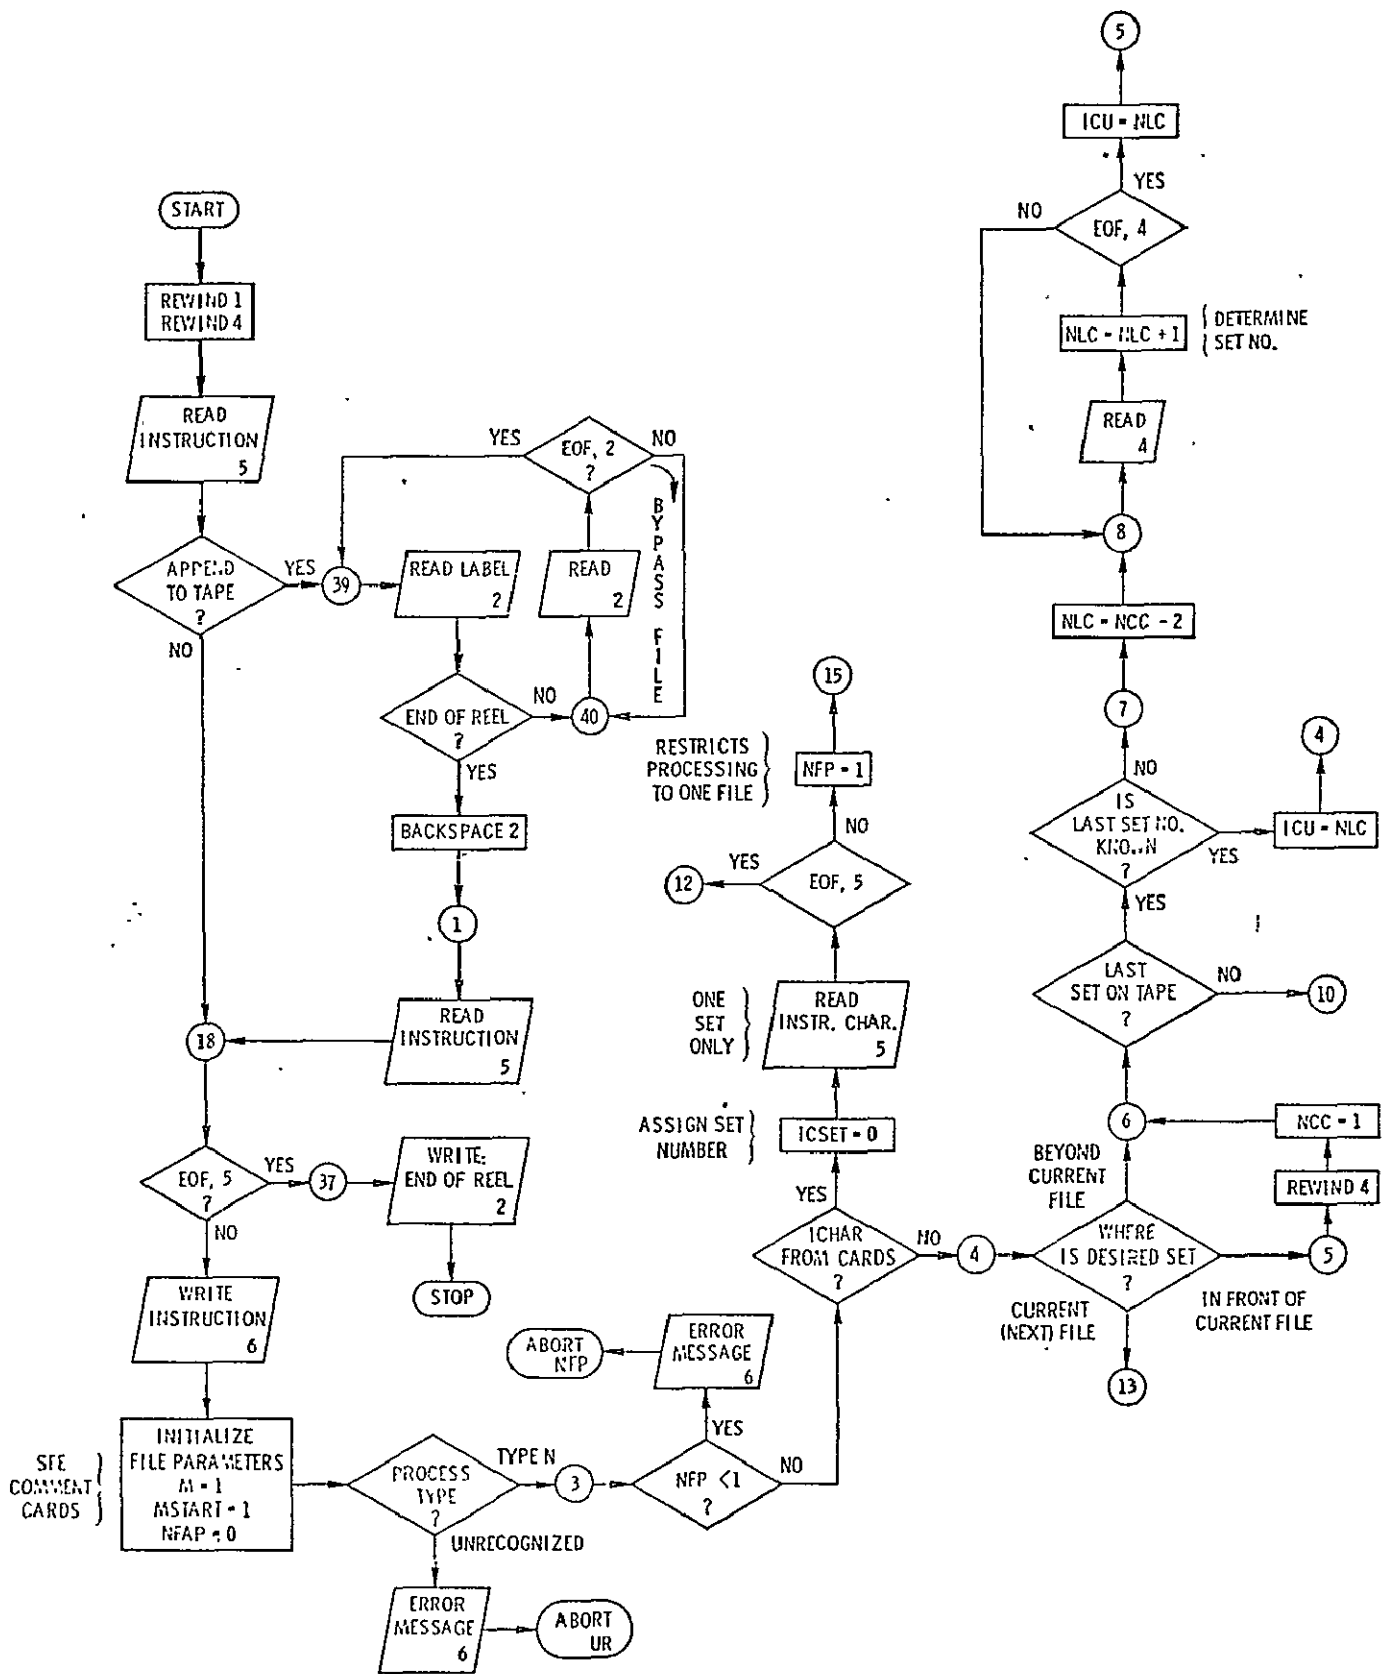 START
REWIND 1
REWIND 4
READ
INSTRUCTION
5
APPEND
TO TAPE
?
YES
NO
39
READ LABEL
2
END OF REEL
?
NO
YES
40
READ
2
EOF, 2
?
YES
NO
BYPASS FILE
BACKSPACE 2
1
READ
INSTRUCTION
5
18
EOF, 5
?
YES
NO
37
WRITE:
END OF REEL
2
STOP
WRITE
INSTRUCTION
6
SEE
COMMENT
CARDS
INITIALIZE
FILE PARAMETERS
M = 1
MSTART = 1
NFAP = 0
PROCESS
TYPE
?
TYPE N
UNRECOGNIZED
ERROR
MESSAGE
6
ABORT
UR
3
NFP <1
?
YES
NO
ERROR
MESSAGE
6
ABORT
NFP
ICHAR
FROM CARDS
?
YES
NO
ASSIGN SET
NUMBER
ICSET = 0
ONE
SET
ONLY
READ
INSTR. CHAR.
5
EOF, 5
YES
NO
12
RESTRICTS
PROCESSING
TO ONE FILE
NFP = 1
15
4
WHERE
IS DESIRED SET
?
BEYOND
CURRENT
FILE
CURRENT
(NEXT) FILE
IN FRONT OF
CURRENT FILE
13
5
REWIND 4
NCC = 1
6
LAST
SET ON TAPE
?
NO
YES
10
IS
LAST SET NO.
KNOWN
?
YES
NO
ICU = NLC
4
7
NLC = NCC - 2
8
READ
4
NLC = NLC + 1
DETERMINE
SET NO.
EOF, 4
NO
YES
ICU = NLC
5